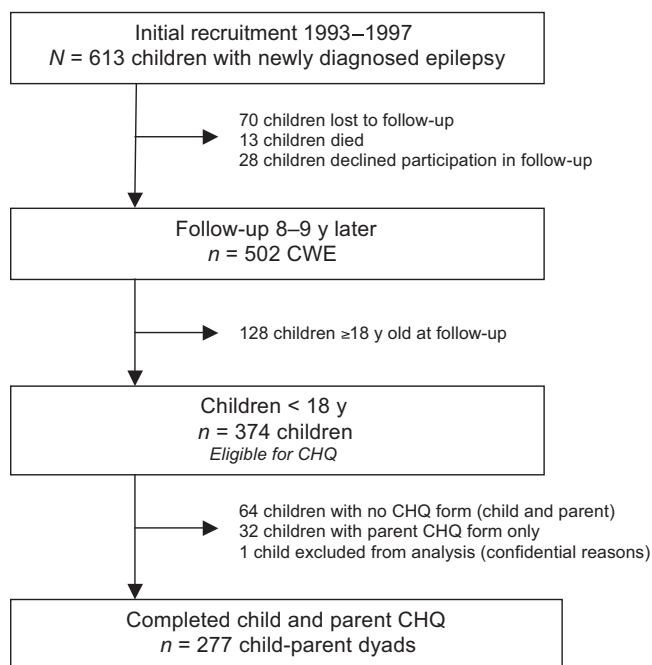 Initial recruitment 1993–1997
N = 613 children with newly diagnosed epilepsy
70 children lost to follow-up
13 children died
28 children declined participation in follow-up
Follow-up 8–9 y later
n = 502 CWE
128 children ≥18 y old at follow-up
Children < 18 y
n = 374 children
Eligible for CHQ
64 children with no CHQ form (child and parent)
32 children with parent CHQ form only
1 child excluded from analysis (confidential reasons)
Completed child and parent CHQ
n = 277 child-parent dyads